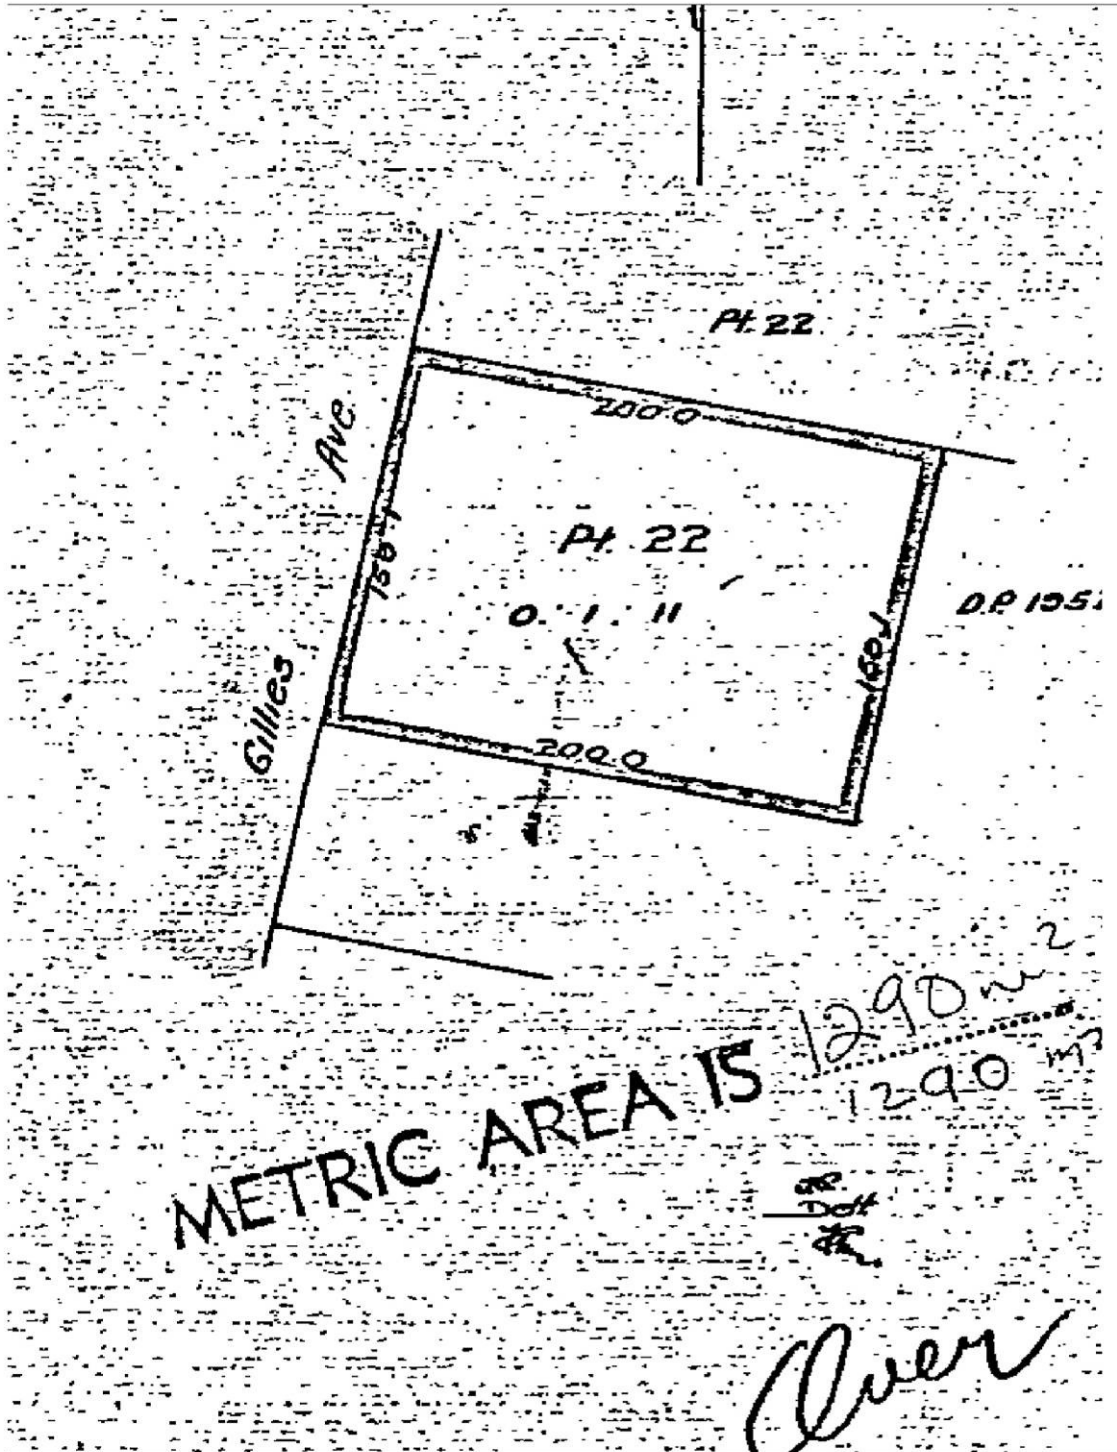 Pt. 22
200.0
Gillies Ave.
Pt. 22
0. 1. 11
D.P. 195
200.0
METRIC AREA IS 1290 m2
1290 m2
Over